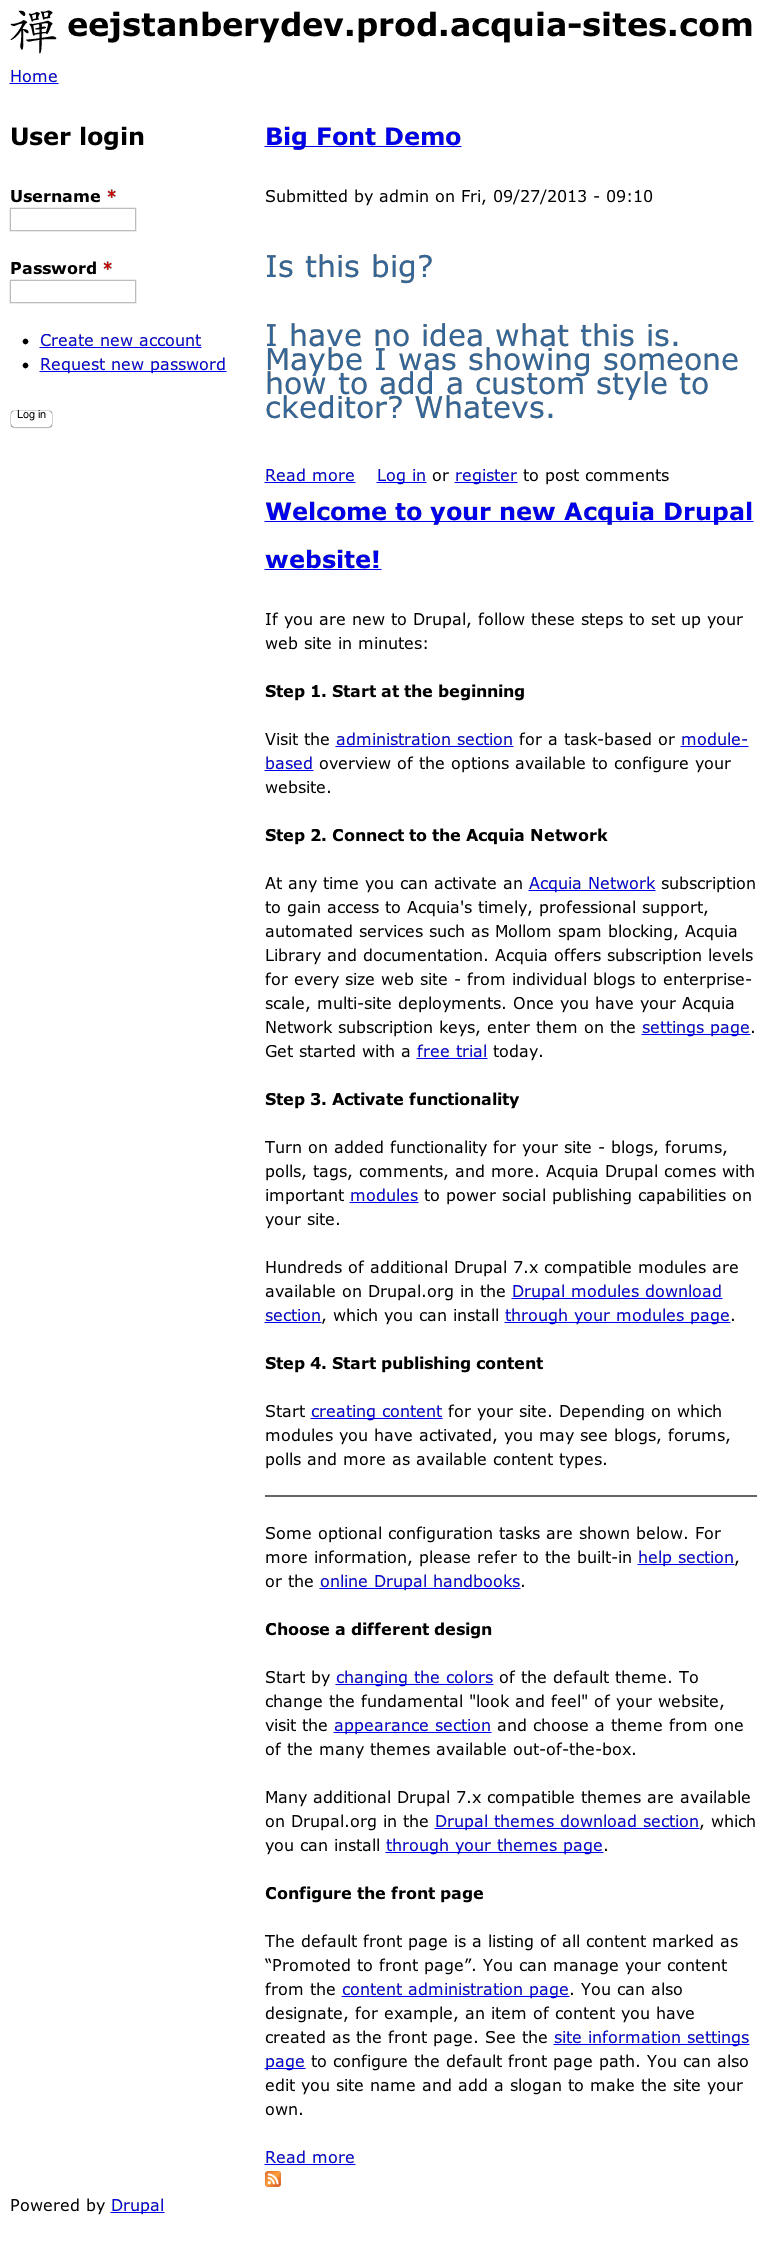 禪 eejstanberydev.prod.acquia-sites.com
Home
User login
Username *
Password *
Create new account
Request new password
Log in
Big Font Demo
Submitted by admin on Fri, 09/27/2013 - 09:10
Is this big?
I have no idea what this is.
Maybe I was showing someone
how to add a custom style to
ckeditor? Whatevs.
Read more Log in or register to post comments
Welcome to your new Acquia Drupal
website!
If you are new to Drupal, follow these steps to set up your
web site in minutes:
Step 1. Start at the beginning
Visit the administration section for a task-based or module-
based overview of the options available to configure your
website.
Step 2. Connect to the Acquia Network
At any time you can activate an Acquia Network subscription
to gain access to Acquia's timely, professional support,
automated services such as Mollom spam blocking, Acquia
Library and documentation. Acquia offers subscription levels
for every size web site - from individual blogs to enterprise-
scale, multi-site deployments. Once you have your Acquia
Network subscription keys, enter them on the settings page.
Get started with a free trial today.
Step 3. Activate functionality
Turn on added functionality for your site - blogs, forums,
polls, tags, comments, and more. Acquia Drupal comes with
important modules to power social publishing capabilities on
your site.
Hundreds of additional Drupal 7.x compatible modules are
available on Drupal.org in the Drupal modules download
section, which you can install through your modules page.
Step 4. Start publishing content
Start creating content for your site. Depending on which
modules you have activated, you may see blogs, forums,
polls and more as available content types.
Some optional configuration tasks are shown below. For
more information, please refer to the built-in help section,
or the online Drupal handbooks.
Choose a different design
Start by changing the colors of the default theme. To
change the fundamental "look and feel" of your website,
visit the appearance section and choose a theme from one
of the many themes available out-of-the-box.
Many additional Drupal 7.x compatible themes are available
on Drupal.org in the Drupal themes download section, which
you can install through your themes page.
Configure the front page
The default front page is a listing of all content marked as
“Promoted to front page”. You can manage your content
from the content administration page. You can also
designate, for example, an item of content you have
created as the front page. See the site information settings
page to configure the default front page path. You can also
edit you site name and add a slogan to make the site your
own.
Read more
Powered by Drupal